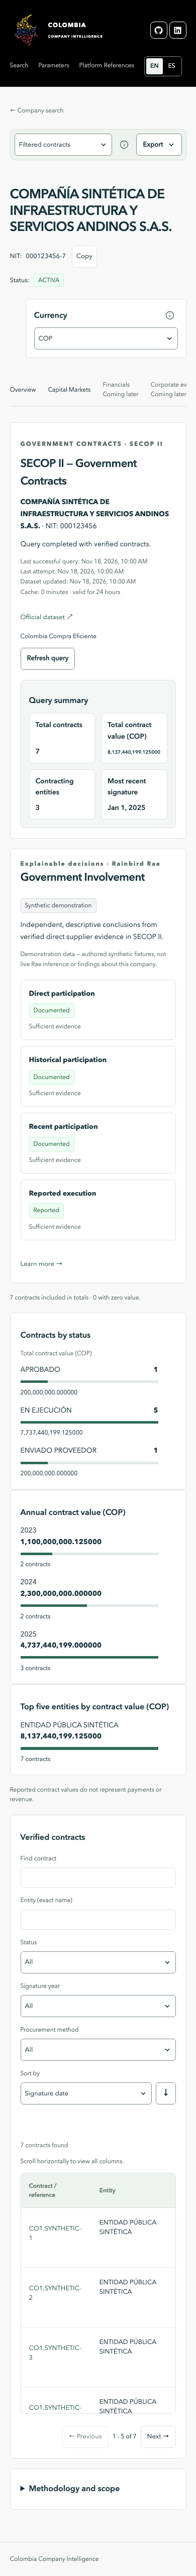 COLOMBIA
COMPANY INTELLIGENCE
Search Parameters Platform References EN ES
← Company search
Filtered contracts Export
COMPAÑÍA SINTÉTICA DE
INFRAESTRUCTURA Y
SERVICIOS ANDINOS S.A.S.
NIT: 000123456-7 Copy
Status: ACTIVA
Currency
COP
Overview Capital Markets Financials Coming later Corporate ev Coming later
GOVERNMENT CONTRACTS · SECOP II
SECOP II — Government
Contracts
COMPAÑÍA SINTÉTICA DE
INFRAESTRUCTURA Y SERVICIOS ANDINOS
S.A.S. · NIT: 000123456
Query completed with verified contracts.
Last successful query: Nov 18, 2026, 10:00 AM
Last attempt: Nov 18, 2026, 10:00 AM
Dataset updated: Nov 18, 2026, 10:00 AM
Cache: 0 minutes · valid for 24 hours
Official dataset ↗
Colombia Compra Eficiente
Refresh query
Query summary
Total contracts
7
Total contract
value (COP)
8,137,440,199.125000
Contracting
entities
3
Most recent
signature
Jan 1, 2025
Explainable decisions · Rainbird Rae
Government Involvement
Synthetic demonstration
Independent, descriptive conclusions from
verified direct supplier evidence in SECOP II.
Demonstration data — authored synthetic fixtures, not
live Rae inference or findings about this company.
Direct participation
Documented
Sufficient evidence
Historical participation
Documented
Sufficient evidence
Recent participation
Documented
Sufficient evidence
Reported execution
Reported
Sufficient evidence
Learn more →
7 contracts included in totals · 0 with zero value.
Contracts by status
Total contract value (COP)
APROBADO 1
200,000,000.000000
EN EJECUCIÓN 5
7,737,440,199.125000
ENVIADO PROVEEDOR 1
200,000,000.000000
Annual contract value (COP)
2023
1,100,000,000.125000
2 contracts
2024
2,300,000,000.000000
2 contracts
2025
4,737,440,199.000000
3 contracts
Top five entities by contract value (COP)
ENTIDAD PÚBLICA SINTÉTICA
8,137,440,199.125000
7 contracts
Reported contract values do not represent payments or
revenue.
Verified contracts
Find contract
Entity (exact name)
Status
All
Signature year
All
Procurement method
All
Sort by
Signature date ↓
7 contracts found
Scroll horizontally to view all columns.
Contract /
reference
Entity
CO1.SYNTHETIC-
1
ENTIDAD PÚBLICA
SINTÉTICA
CO1.SYNTHETIC-
2
ENTIDAD PÚBLICA
SINTÉTICA
CO1.SYNTHETIC-
3
ENTIDAD PÚBLICA
SINTÉTICA
CO1.SYNTHETIC-
ENTIDAD PÚBLICA
SINTÉTICA
← Previous 1 - 5 of 7 Next →
Methodology and scope
Colombia Company Intelligence